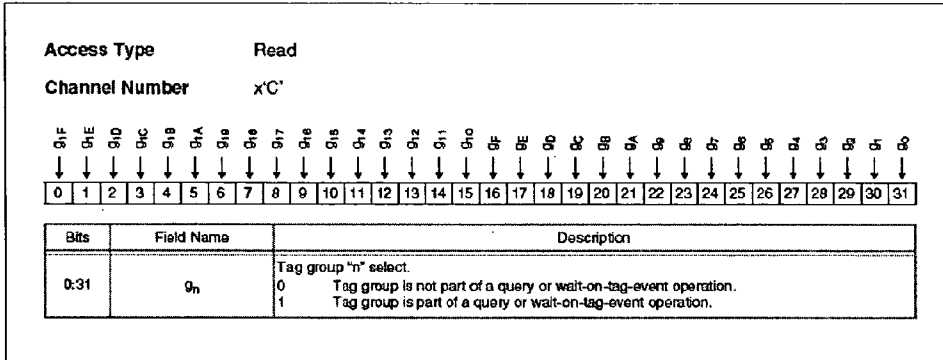 Access Type Read
Channel Number x'C'
g1F g1E g1D g1C g1B g1A g19 g18 g17 g16 g15 g14 g13 g12 g11 g10 gF gE gD gC gB gA g9 g8 g7 g6 g5 g4 g3 g2 g1 g0
0 1 2 3 4 5 6 7 8 9 10 11 12 13 14 15 16 17 18 19 20 21 22 23 24 25 26 27 28 29 30 31
Bits Field Name Description
Tag group "n" select.
0:31 gn 0 Tag group is not part of a query or wait-on-tag-event operation.
1 Tag group is part of a query or wait-on-tag-event operation.